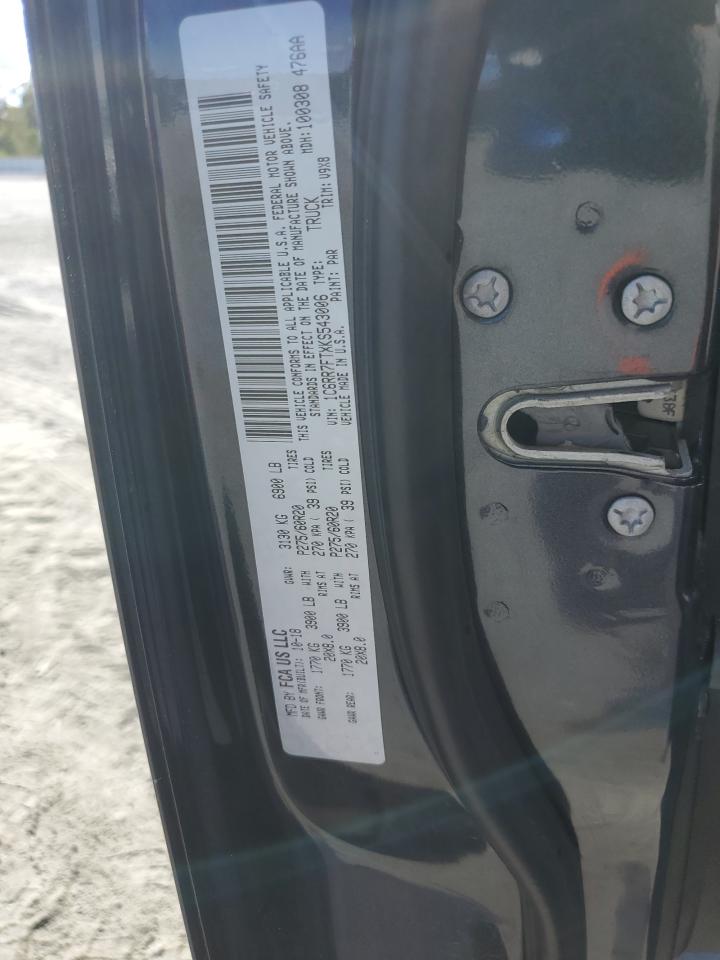 MFD BY FCA US LLC
DATE OF MFR(BUILT): 10-18 GVWR: 3130 KG 6900 LB
GAWR FRONT: 1770 KG 3900 LB WITH P275/60R20 TIRES
20X8.0 RIMS AT 270 KPA ( 39 PSI) COLD
GAWR REAR: 1770 KG 3900 LB WITH P275/60R20 TIRES
20X8.0 RIMS AT 270 KPA ( 39 PSI) COLD
THIS VEHICLE CONFORMS TO ALL APPLICABLE U.S.A. FEDERAL MOTOR VEHICLE SAFETY
STANDARDS IN EFFECT ON THE DATE OF MANUFACTURE SHOWN ABOVE.
VIN: 1C6RR7FTXKS543006 TYPE: TRUCK MDH:100308 476AA
VEHICLE MADE IN U.S.A. PAINT: PAR TRIM: V9X8